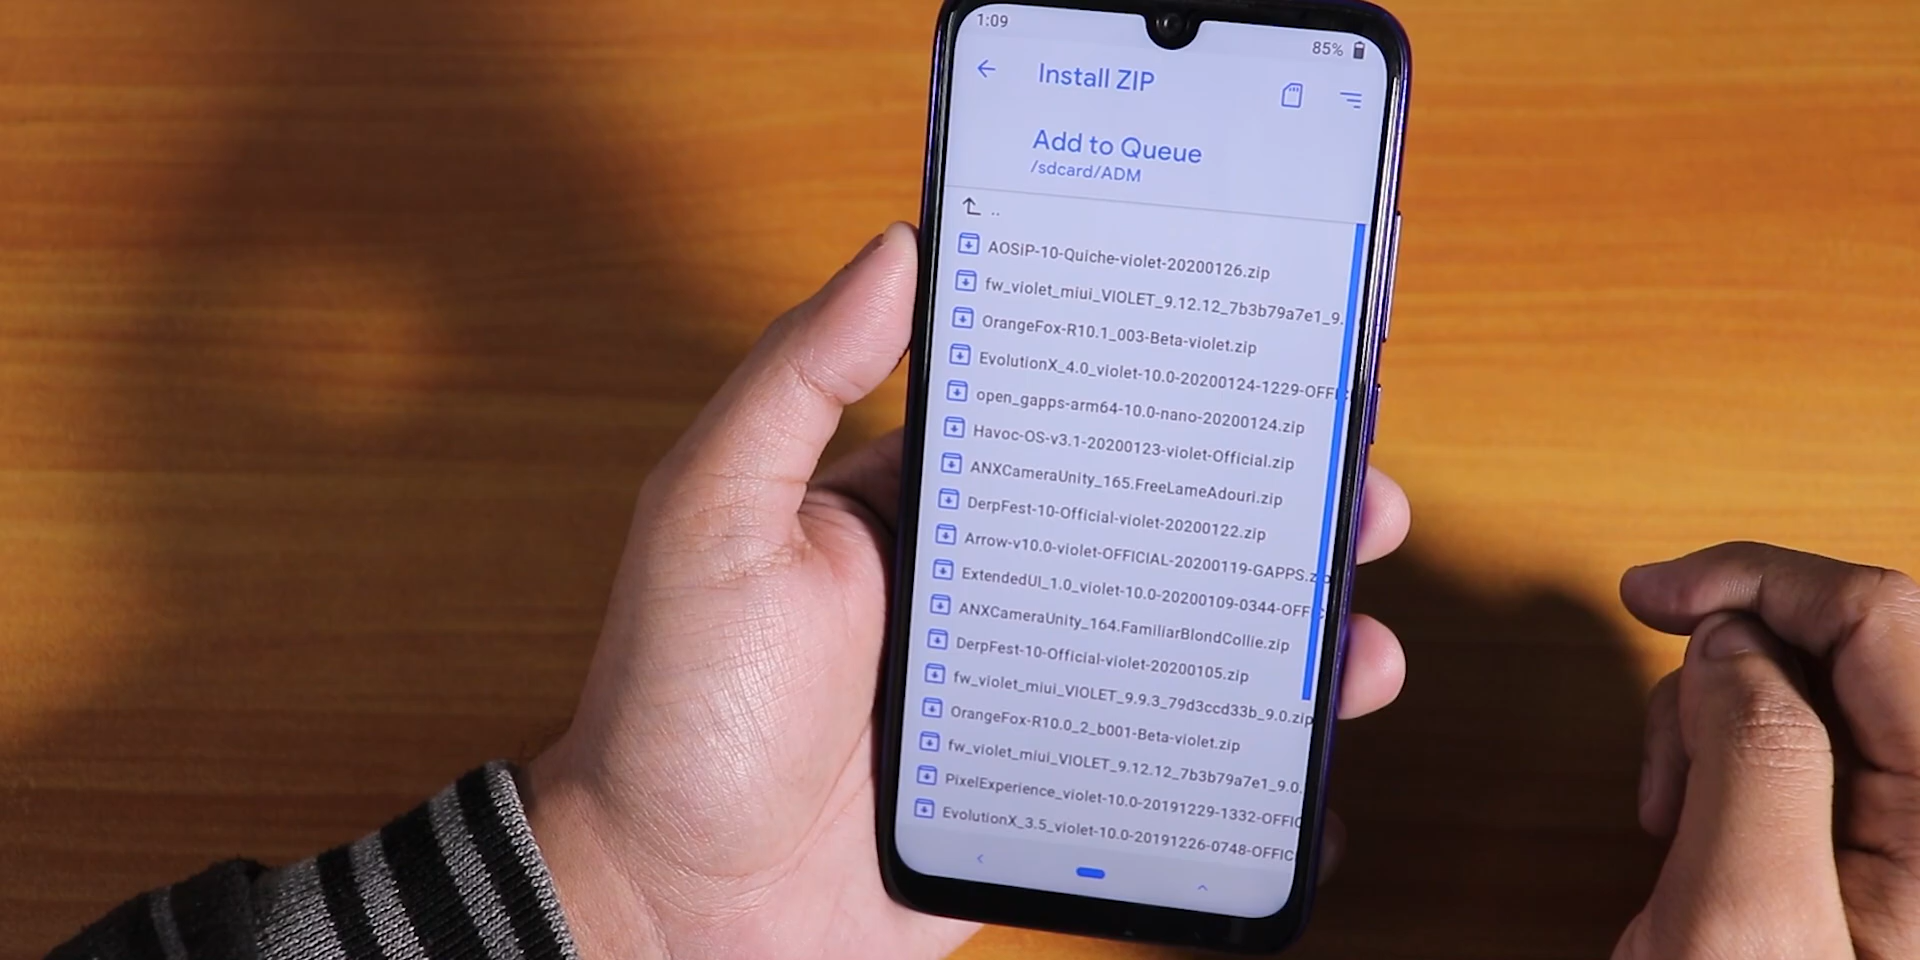 1:09
85%
Install ZIP
Add to Queue
/sdcard/ADM
..
AOSiP-10-Quiche-violet-20200126.zip
fw_violet_miui_VIOLET_9.12.12_7b3b79a7e1_9.
OrangeFox-R10.1_003-Beta-violet.zip
EvolutionX_4.0_violet-10.0-20200124-1229-OFFIC
open_gapps-arm64-10.0-nano-20200124.zip
Havoc-OS-v3.1-20200123-violet-Official.zip
ANXCameraUnity_165.FreeLameAdouri.zip
DerpFest-10-Official-violet-20200122.zip
Arrow-v10.0-violet-OFFICIAL-20200119-GAPPS.zip
ExtendedUI_1.0_violet-10.0-20200109-0344-OFFIC
ANXCameraUnity_164.FamiliarBlondCollie.zip
DerpFest-10-Official-violet-20200105.zip
fw_violet_miui_VIOLET_9.9.3_79d3ccd33b_9.0.zip
OrangeFox-R10.0_2_b001-Beta-violet.zip
fw_violet_miui_VIOLET_9.12.12_7b3b79a7e1_9.0.
PixelExperience_violet-10.0-20191229-1332-OFFIC
EvolutionX_3.5_violet-10.0-20191226-0748-OFFIC